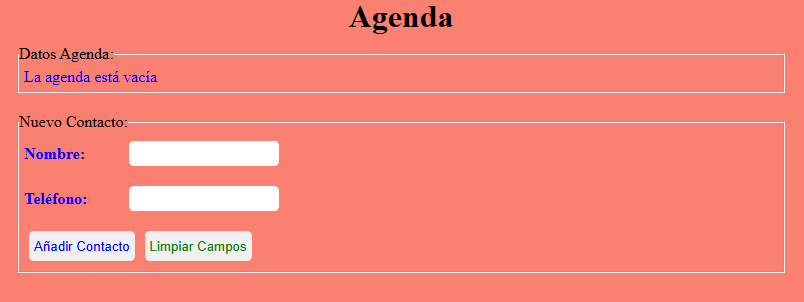 Agenda
Datos Agenda:
La agenda está vacía
Nuevo Contacto:
Nombre:
Teléfono:
Añadir Contacto Limpiar Campos